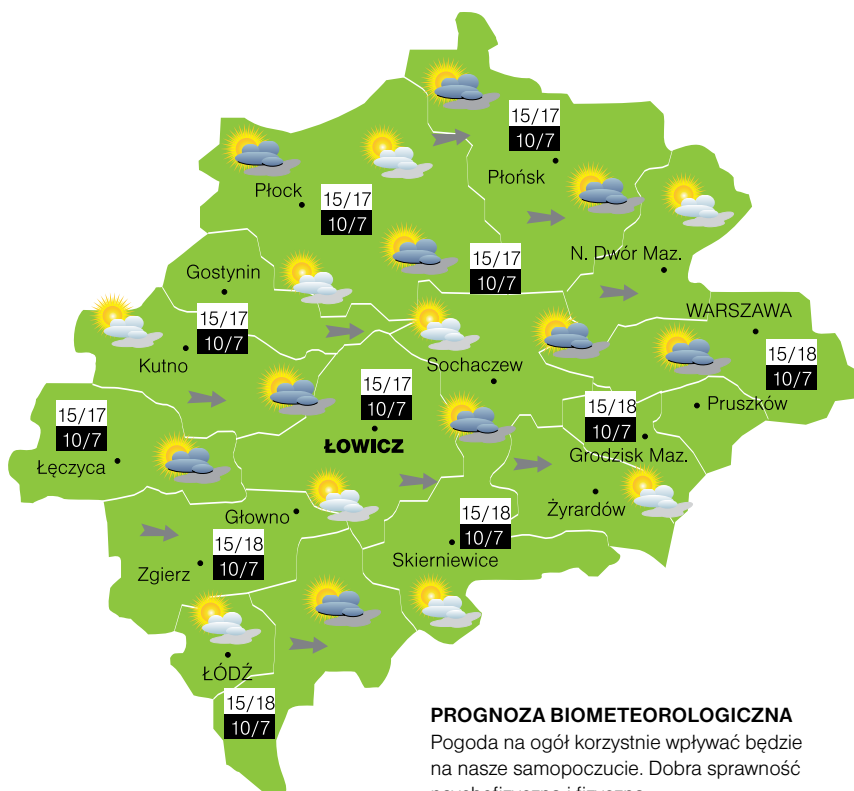 15/17
10/7
Płońsk
Płock
15/17
10/7
N. Dwór Maz.
15/17
10/7
Gostynin
WARSZAWA
15/17
10/7
Kutno
Sochaczew
15/18
10/7
15/17
10/7
ŁOWICZ
15/18
10/7
Pruszków
Grodzisk Maz.
15/17
10/7
Łęczyca
Żyrardów
Głowno
15/18
10/7
Skierniewice
15/18
10/7
Zgierz
ŁÓDŹ
15/18
10/7
PROGNOZA BIOMETEOROLOGICZNA
Pogoda na ogół korzystnie wpływać będzie
na nasze samopoczucie. Dobra sprawność
psychofizyczna i fizyczna